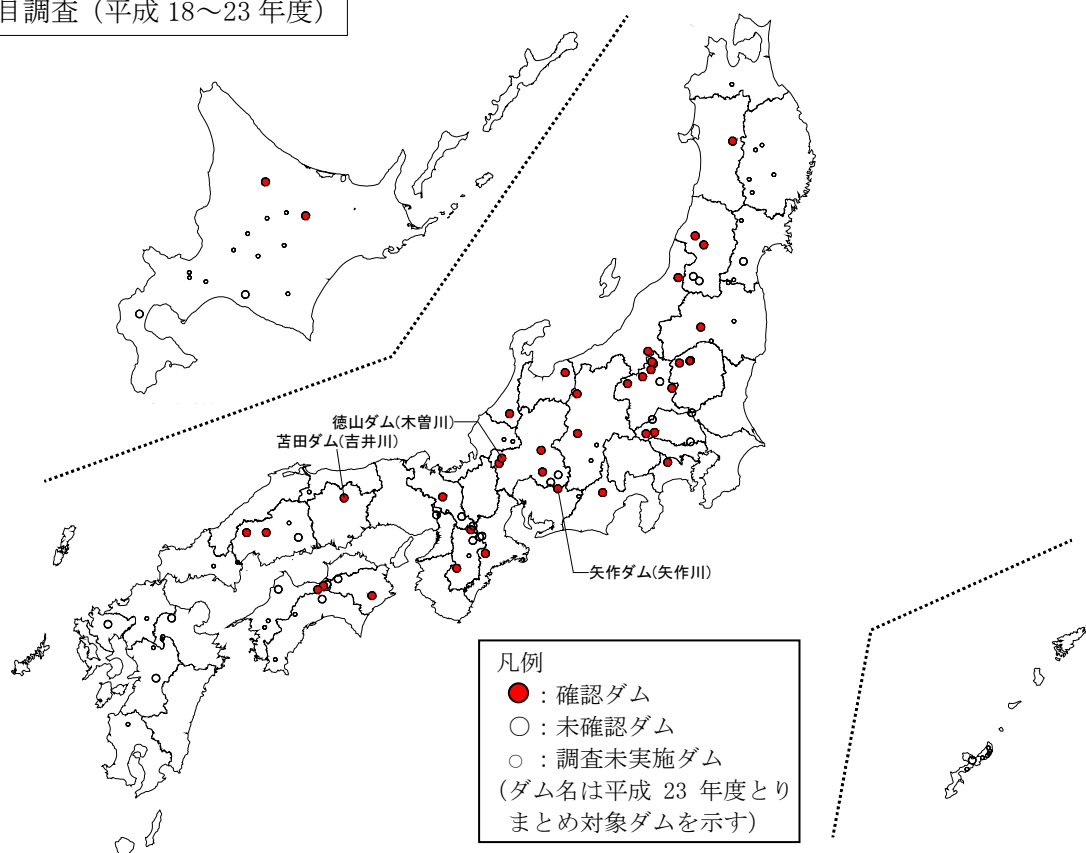 目調査（平成 18～23 年度）
徳山ダム(木曽川)
苫田ダム(吉井川)
矢作ダム(矢作川)
凡例
：確認ダム
：未確認ダム
：調査未実施ダム
(ダム名は平成 23 年度とり
まとめ対象ダムを示す)